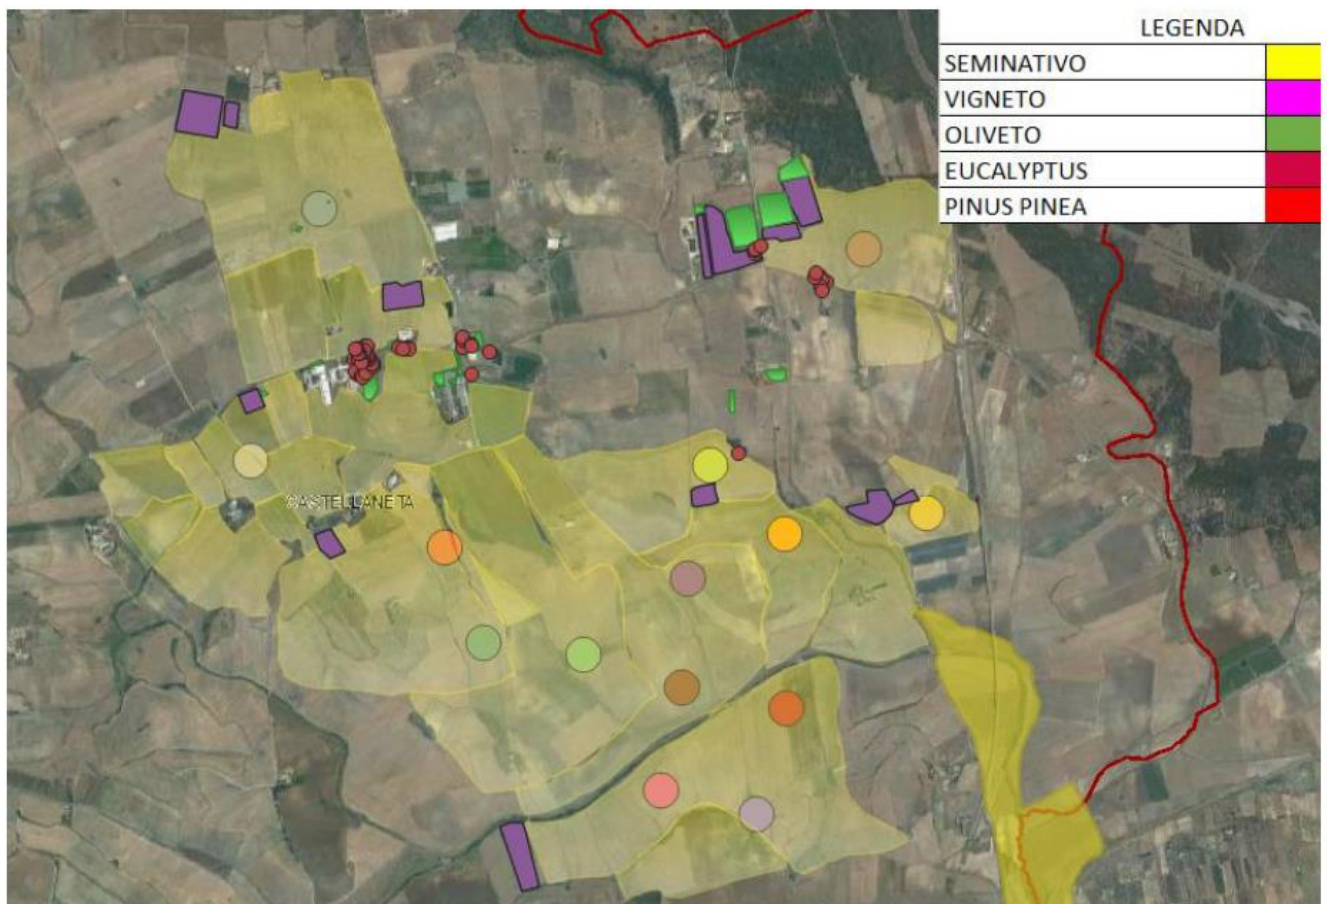 LEGENDA
SEMINATIVO
VIGNETO
OLIVETO
EUCALYPTUS
PINUS PINEA
CASTELLANETA